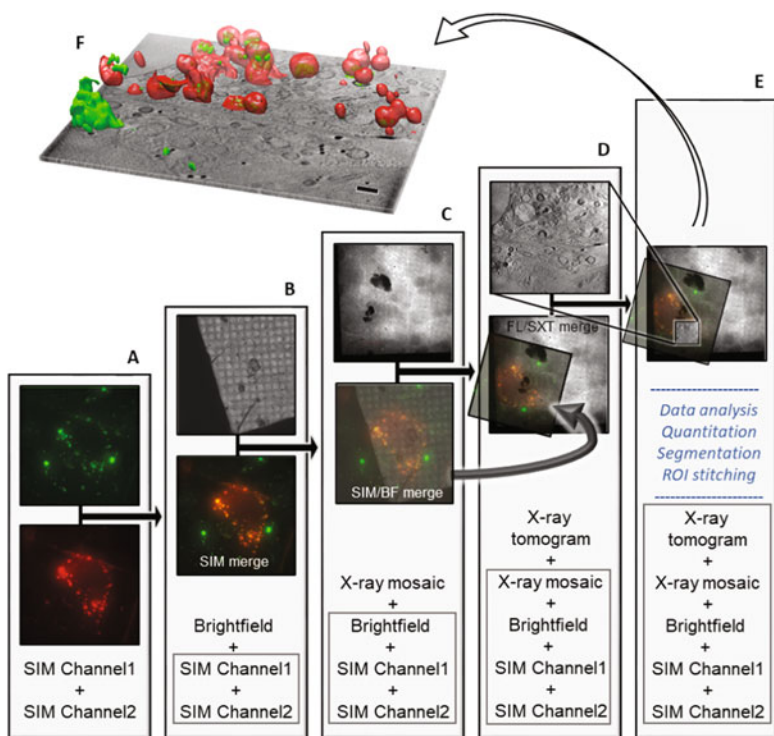 F
E
D
C
B
A
FL/SXT merge
SIM/BF merge
SIM merge
Data analysis
Quantitation
Segmentation
ROI stitching
SIM Channel1
+
SIM Channel2
Brightfield
+
SIM Channel1
+
SIM Channel2
X-ray mosaic
+
Brightfield
+
SIM Channel1
+
SIM Channel2
X-ray
tomogram
+
X-ray mosaic
+
Brightfield
+
SIM Channel1
+
SIM Channel2
X-ray
tomogram
+
X-ray mosaic
+
Brightfield
+
SIM Channel1
+
SIM Channel2